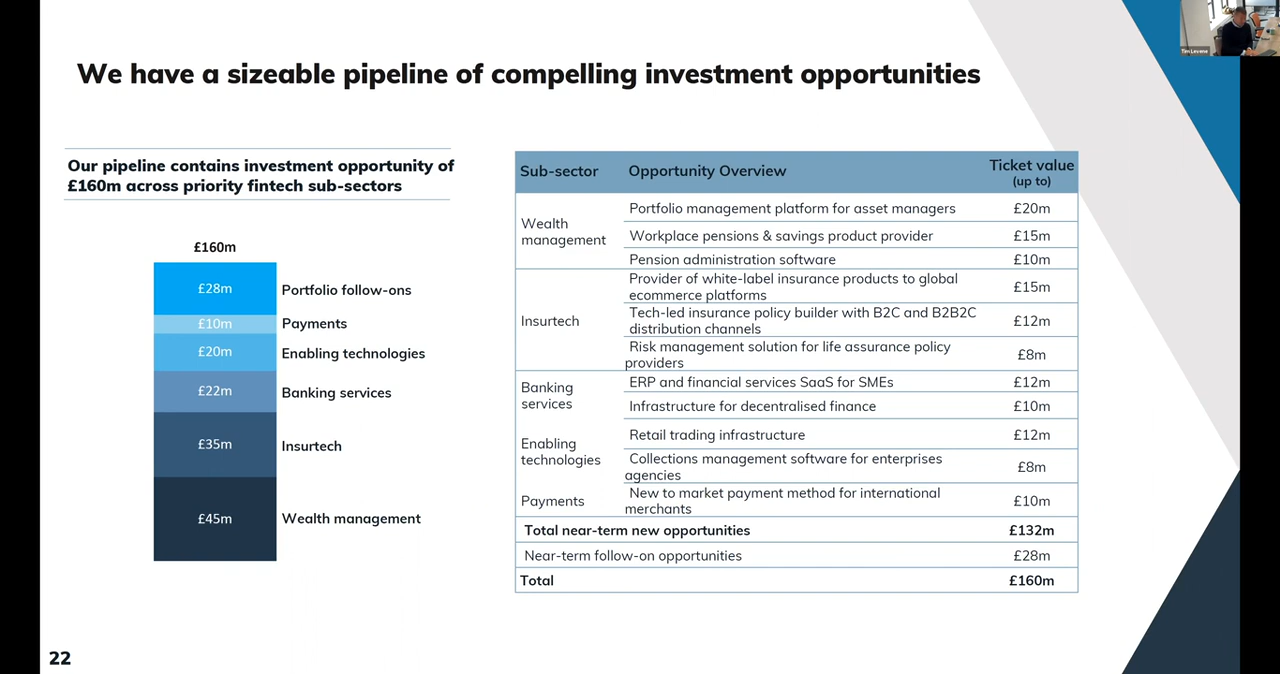 We have a sizeable pipeline of compelling investment opportunities
Our pipeline contains investment opportunity of
£160m across priority fintech sub-sectors
£160m
£28m Portfolio follow-ons
£10m Payments
£20m Enabling technologies
£22m Banking services
£35m Insurtech
£45m Wealth management
Sub-sector Opportunity Overview Ticket value
(up to)
Wealth
management
Portfolio management platform for asset managers £20m
Workplace pensions & savings product provider £15m
Pension administration software £10m
Insurtech
Provider of white-label insurance products to global
ecommerce platforms £15m
Tech-led insurance policy builder with B2C and B2B2C
distribution channels £12m
Risk management solution for life assurance policy
providers £8m
Banking
services
ERP and financial services SaaS for SMEs £12m
Infrastructure for decentralised finance £10m
Enabling
technologies
Retail trading infrastructure £12m
Collections management software for enterprises
agencies £8m
Payments
New to market payment method for international
merchants £10m
Total near-term new opportunities £132m
Near-term follow-on opportunities £28m
Total £160m
22
Tim Levene